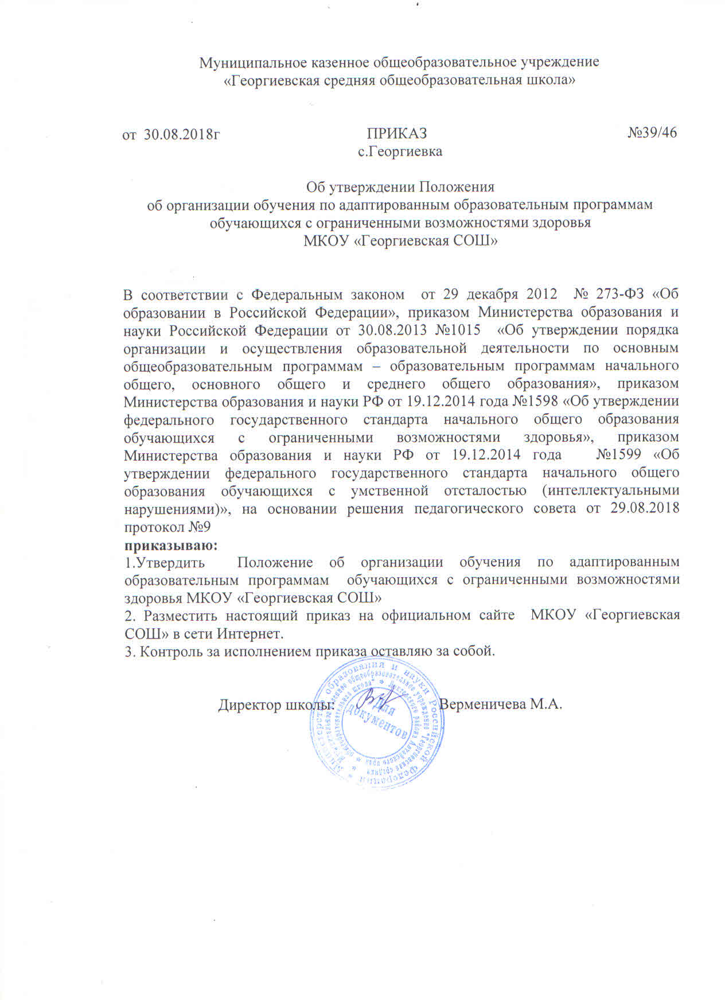 Муниципальное казенное общеобразовательное учреждение
«Георгиевская средняя общеобразовательная школа»
от 30.08.2018г ПРИКАЗ №39/46
с.Георгиевка
Об утверждении Положения
об организации обучения по адаптированным образовательным программам
обучающихся с ограниченными возможностями здоровья
МКОУ «Георгиевская СОШ»
В соответствии с Федеральным законом от 29 декабря 2012 № 273-ФЗ «Об
образовании в Российской Федерации», приказом Министерства образования и
науки Российской Федерации от 30.08.2013 №1015 «Об утверждении порядка
организации и осуществления образовательной деятельности по основным
общеобразовательным программам – образовательным программам начального
общего, основного общего и среднего общего образования», приказом
Министерства образования и науки РФ от 19.12.2014 года №1598 «Об утверждении
федерального государственного стандарта начального общего образования
обучающихся с ограниченными возможностями здоровья», приказом
Министерства образования и науки РФ от 19.12.2014 года №1599 «Об
утверждении федерального государственного стандарта начального общего
образования обучающихся с умственной отсталостью (интеллектуальными
нарушениями)», на основании решения педагогического совета от 29.08.2018
протокол №9
приказываю:
1.Утвердить Положение об организации обучения по адаптированным
образовательным программам обучающихся с ограниченными возможностями
здоровья МКОУ «Георгиевская СОШ»
2. Разместить настоящий приказ на официальном сайте МКОУ «Георгиевская
СОШ» в сети Интернет.
3. Контроль за исполнением приказа оставляю за собой.
Директор школы: Верменичева М.А.
Министерство образования и науки Российской Федерации
общеобразовательное учреждение "Георгиевская средняя
общеобразовательная школа" * района Алтайского края *
Для
документов